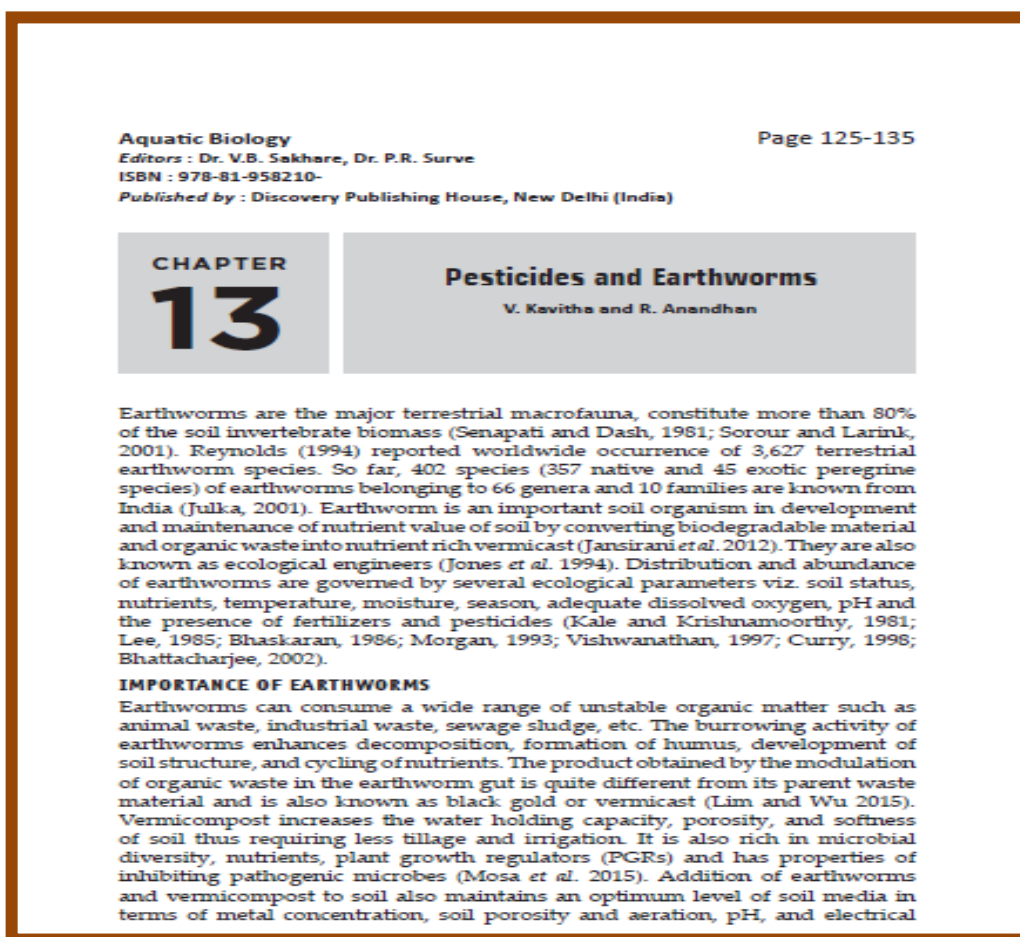 Aquatic Biology Page 125-135
Editors : Dr. V.B. Sakhare, Dr. P.R. Surve
ISBN : 978-81-958210-
Published by : Discovery Publishing House, New Delhi (India)
CHAPTER
13
Pesticides and Earthworms
V. Kavitha and R. Anandhan
Earthworms are the major terrestrial macrofauna, constitute more than 80%
of the soil invertebrate biomass (Senapati and Dash, 1981; Sorour and Larink,
2001). Reynolds (1994) reported worldwide occurrence of 3,627 terrestrial
earthworm species. So far, 402 species (357 native and 45 exotic peregrine
species) of earthworms belonging to 66 genera and 10 families are known from
India (Julka, 2001). Earthworm is an important soil organism in development
and maintenance of nutrient value of soil by converting biodegradable material
and organic waste into nutrient rich vermicast (Jansirani et al. 2012). They are also
known as ecological engineers (Jones et al. 1994). Distribution and abundance
of earthworms are governed by several ecological parameters viz. soil status,
nutrients, temperature, moisture, season, adequate dissolved oxygen, pH and
the presence of fertilizers and pesticides (Kale and Krishnamoorthy, 1981;
Lee, 1985; Bhaskaran, 1986; Morgan, 1993; Vishwanathan, 1997; Curry, 1998;
Bhattacharjee, 2002).
IMPORTANCE OF EARTHWORMS
Earthworms can consume a wide range of unstable organic matter such as
animal waste, industrial waste, sewage sludge, etc. The burrowing activity of
earthworms enhances decomposition, formation of humus, development of
soil structure, and cycling of nutrients. The product obtained by the modulation
of organic waste in the earthworm gut is quite different from its parent waste
material and is also known as black gold or vermicast (Lim and Wu 2015).
Vermicompost increases the water holding capacity, porosity, and softness
of soil thus requiring less tillage and irrigation. It is also rich in microbial
diversity, nutrients, plant growth regulators (PGRs) and has properties of
inhibiting pathogenic microbes (Mosa et al. 2015). Addition of earthworms
and vermicompost to soil also maintains an optimum level of soil media in
terms of metal concentration, soil porosity and aeration, pH, and electrical